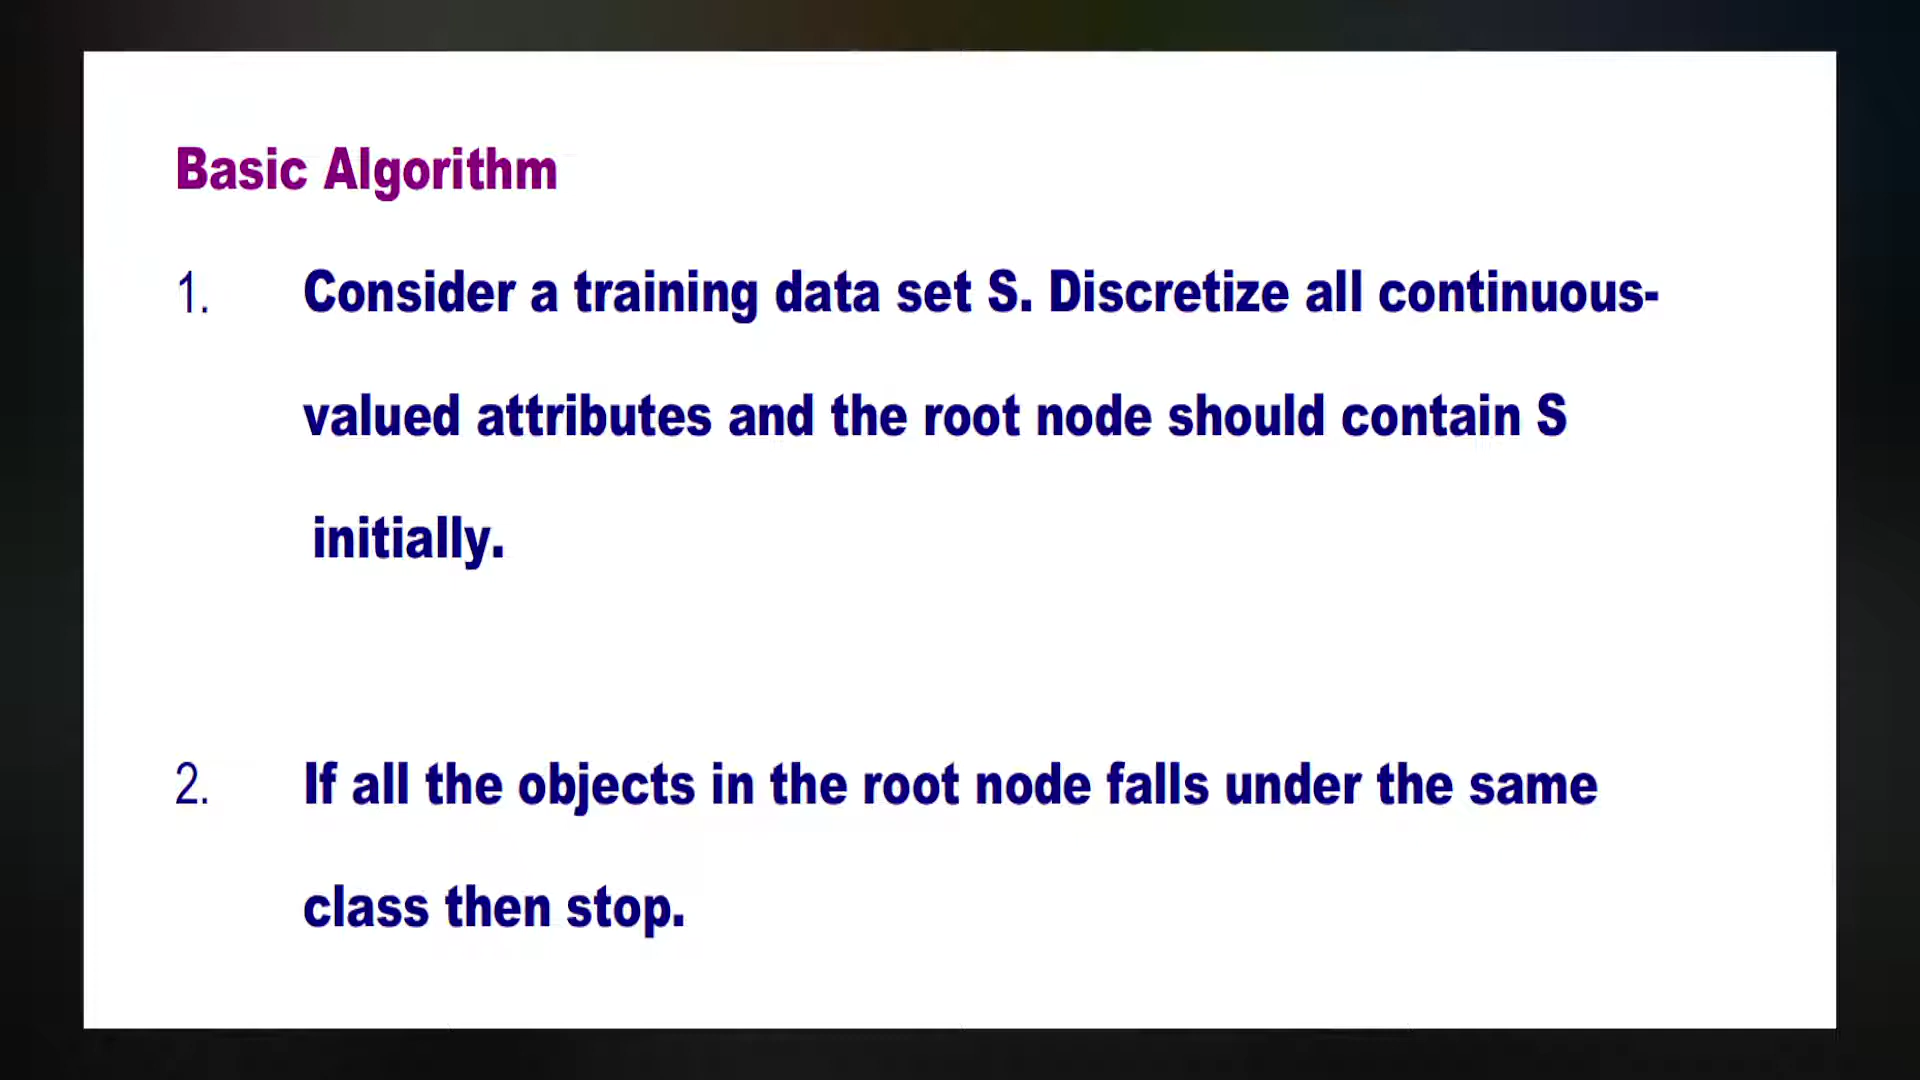 Basic Algorithm
1. Consider a training data set S. Discretize all continuous-
valued attributes and the root node should contain S
initially.
2. If all the objects in the root node falls under the same
class then stop.